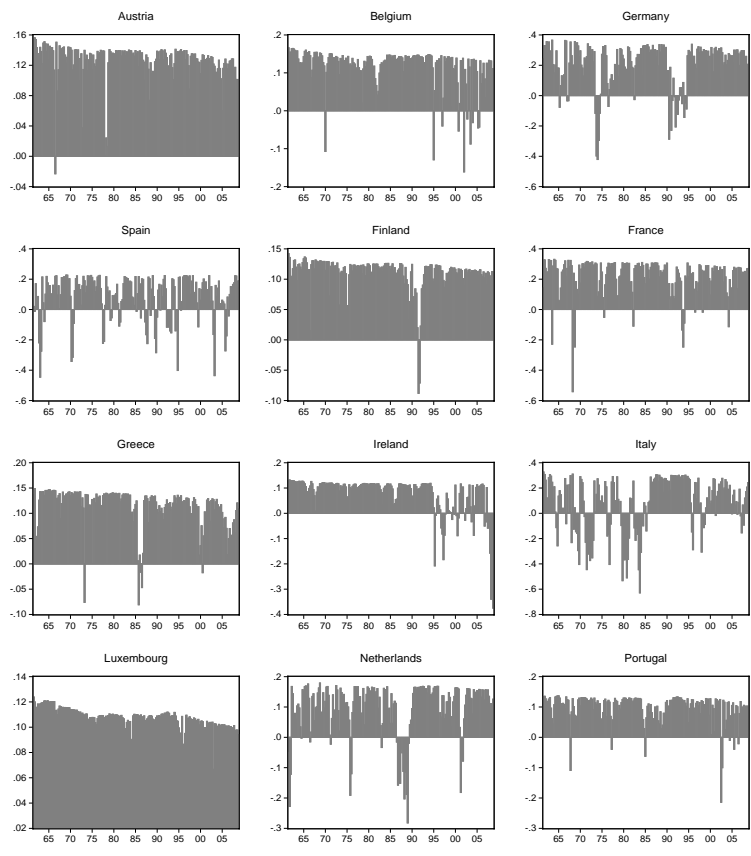 Austria Belgium Germany
.16 .2 .6
.12 .1 .4
.08 .0 .2
.04 -.1 .0
.00 -.2 -.2
-.04 -.4
-.6
65 70 75 80 85 90 95 00 05 65 70 75 80 85 90 95 00 05 65 70 75 80 85 90 95 00 05
Spain Finland France
.4 .15 .4
.2 .10 .2
.0 .05 .0
-.2 .00 -.2
-.4 -.05 -.4
-.6 -.10 -.6
65 70 75 80 85 90 95 00 05 65 70 75 80 85 90 95 00 05 65 70 75 80 85 90 95 00 05
Greece Ireland Italy
.20 .2 .4
.15 .1 .2
.10 .0 .0
.05 -.1 -.2
.00 -.2 -.4
-.05 -.3 -.6
-.10 -.4 -.8
65 70 75 80 85 90 95 00 05 65 70 75 80 85 90 95 00 05 65 70 75 80 85 90 95 00 05
Luxembourg Netherlands Portugal
.14 .2 .2
.12 .1 .1
.10 .0 .0
.08 -.1 -.1
.06 -.2 -.2
.04 -.3 -.3
.02
65 70 75 80 85 90 95 00 05 65 70 75 80 85 90 95 00 05 65 70 75 80 85 90 95 00 05